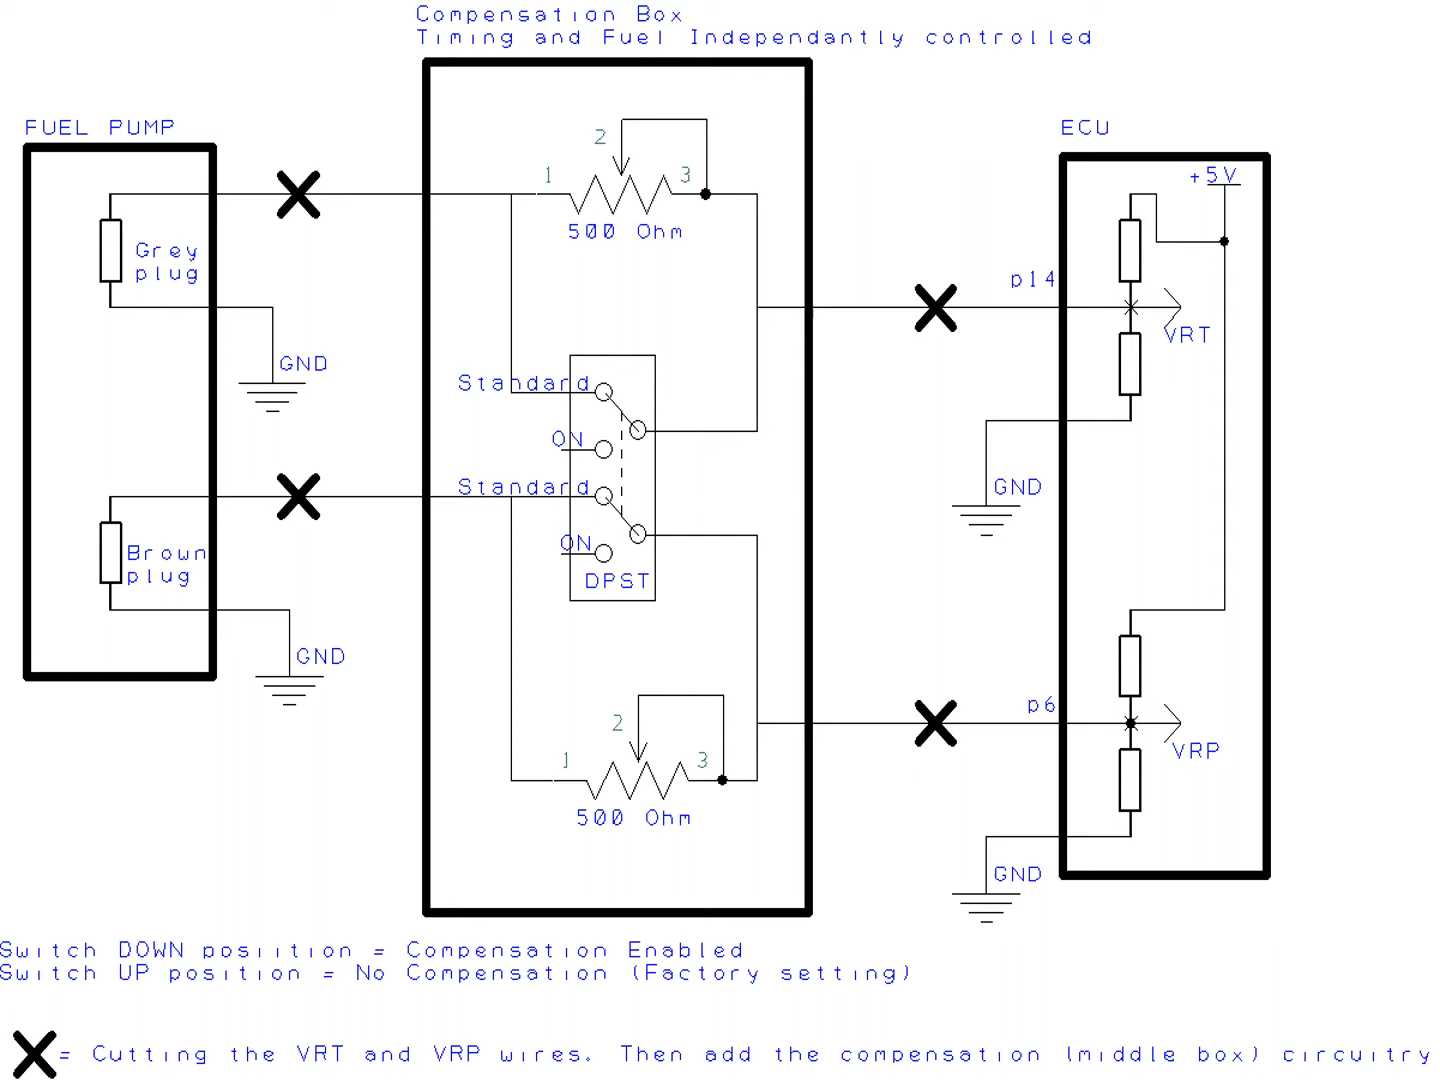 Compensation Box
Timing and Fuel Independantly controlled
FUEL PUMP
ECU
+5V
2
1
3
500 Ohm
Grey
plug
p14
VRT
GND
Standard
ON
Standard
GND
ON
Brown
plug
DPST
GND
p6
2
1
3
VRP
500 Ohm
GND
Switch DOWN posiition = Compensation Enabled
Switch UP position = No Compensation (Factory setting)
= Cutting the VRT and VRP wires. Then add the compensation (middle box) circuitry